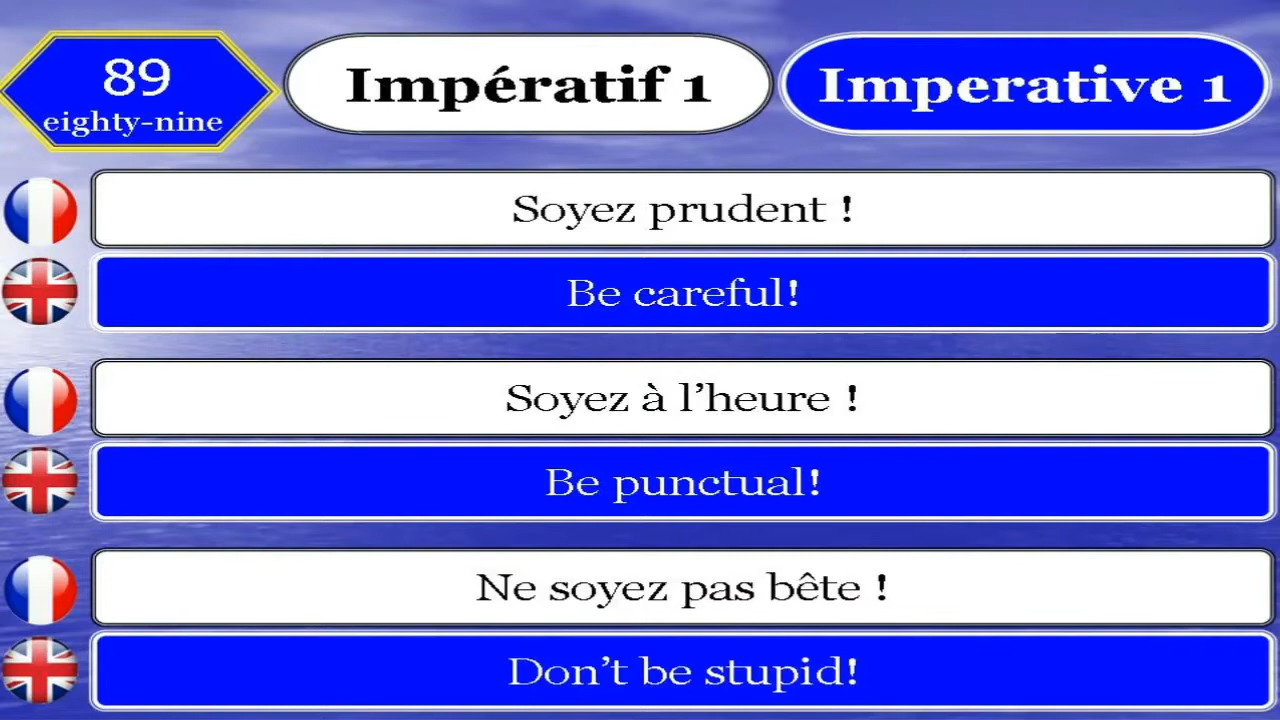 89
eighty-nine
Impératif 1
Imperative 1
Soyez prudent !
Be careful!
Soyez à l’heure !
Be punctual!
Ne soyez pas bête !
Don’t be stupid!